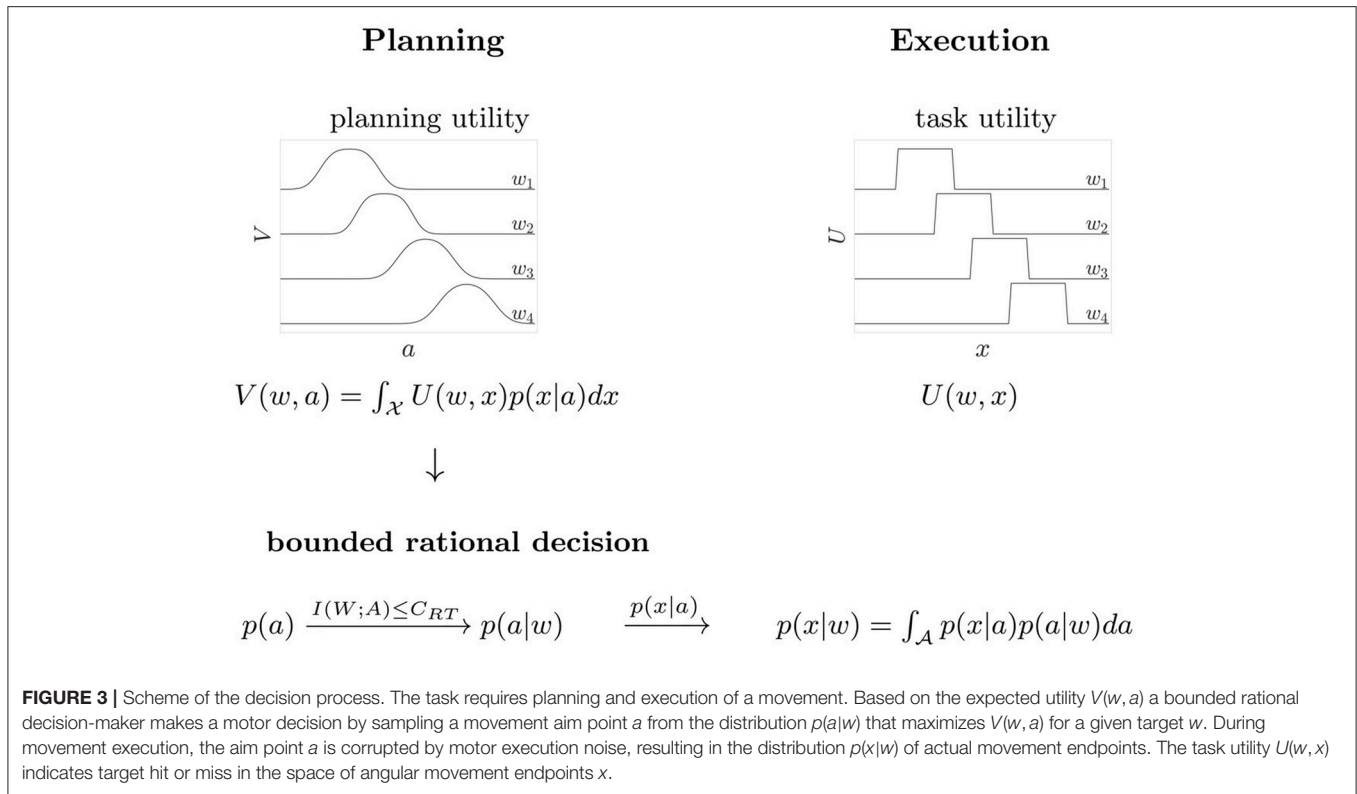 Planning
Execution
planning utility
task utility
w₁
w₂
w₃
w₄
V
a
w₁
w₂
w₃
w₄
U
x
V(w, a) = ∫_𝒳 U(w, x)p(x|a)dx
U(w, x)
↓
bounded rational decision
p(a) —I(W;A)≤C_{RT}→ p(a|w) —p(x|a)→ p(x|w) = ∫_𝒜 p(x|a)p(a|w)da
FIGURE 3 | Scheme of the decision process. The task requires planning and execution of a movement. Based on the expected utility V(w, a) a bounded rational
decision-maker makes a motor decision by sampling a movement aim point a from the distribution p(a|w) that maximizes V(w, a) for a given target w. During
movement execution, the aim point a is corrupted by motor execution noise, resulting in the distribution p(x|w) of actual movement endpoints. The task utility U(w, x)
indicates target hit or miss in the space of angular movement endpoints x.